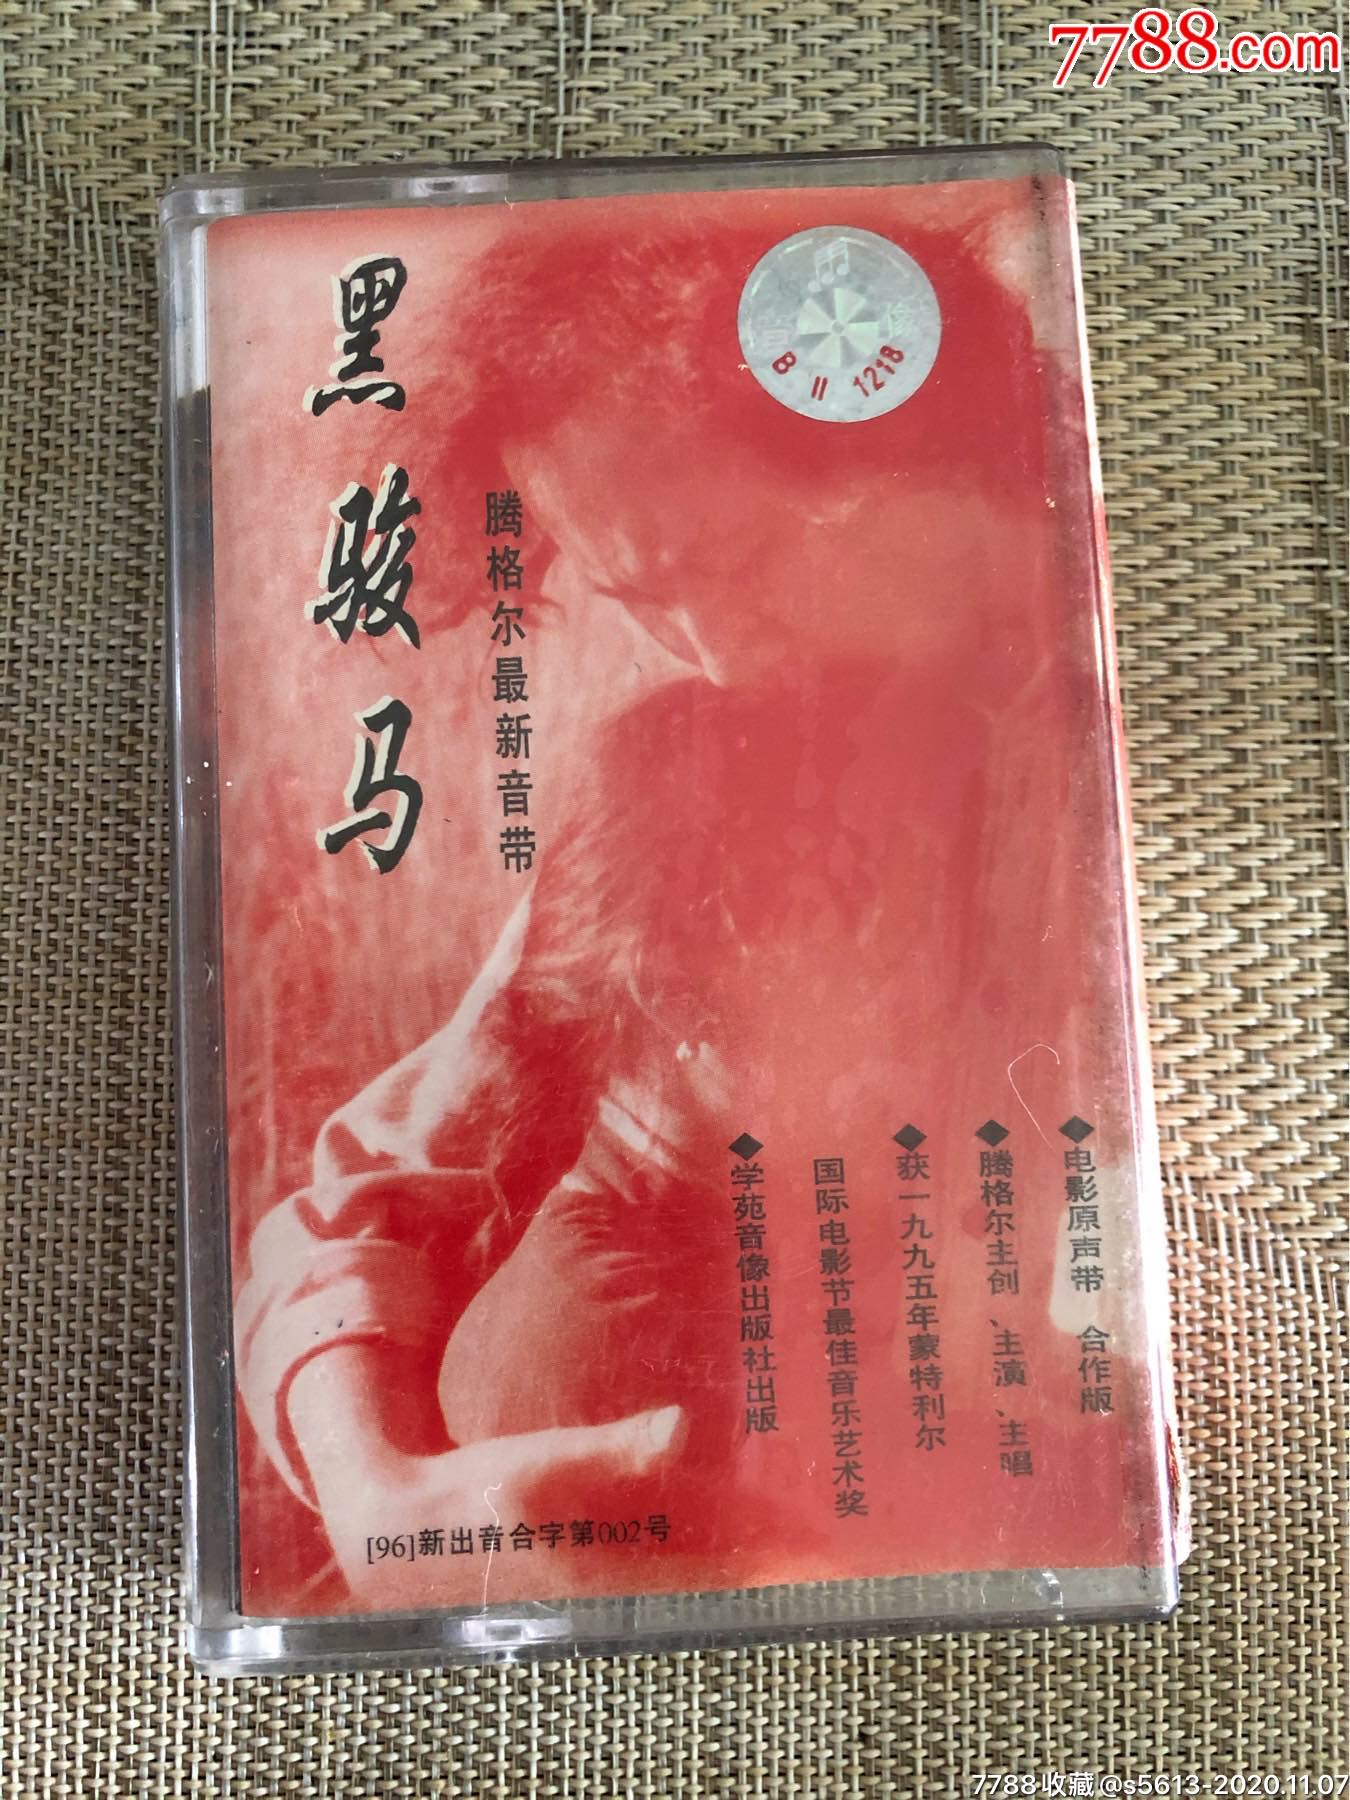 7788.com
黑骏马
腾格尔最新音带
音像
B = 1218
◆电影原声带 合作版
◆腾格尔主创、主演、主唱
◆获一九九五年蒙特利尔
国际电影节最佳音乐艺术奖
◆学苑音像出版社出版
[96]新出音合字第002号
7788收藏@s5613-2020.11.07